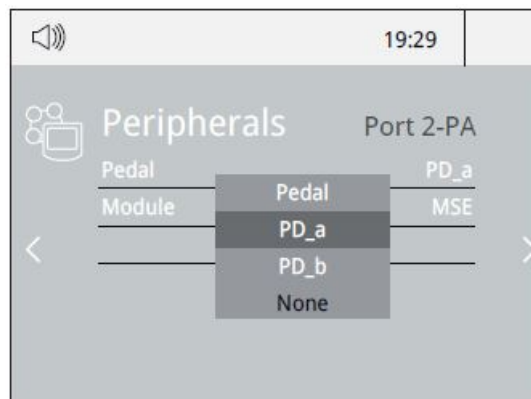 19:29
Peripherals Port 2-PA
Pedal PD_a
Module MSE
Pedal
PD_a
PD_b
None